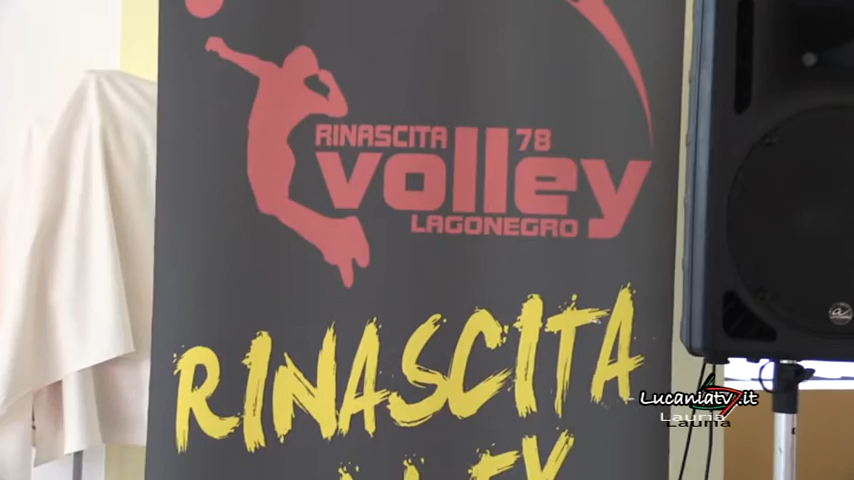 RINASCITA 78
volley
LAGONEGRO
RINASCITA
Lucaniatv.it
Lauria